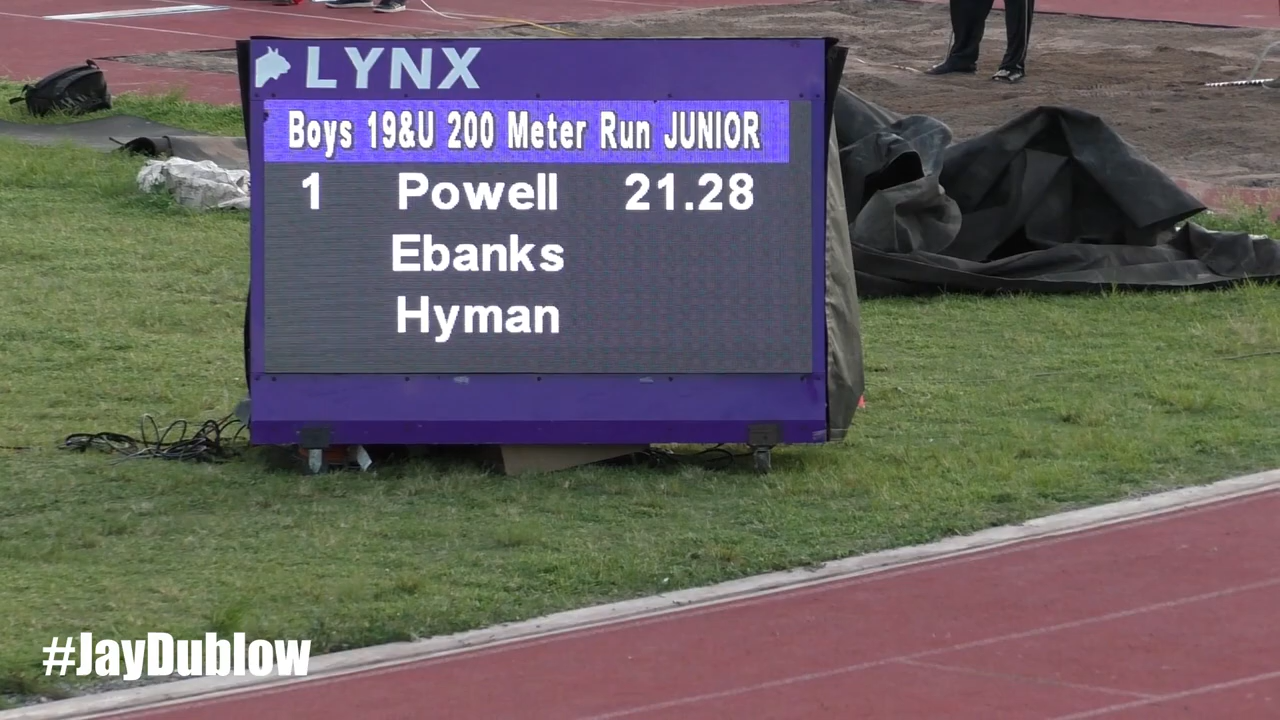 LYNX
Boys 19&U 200 Meter Run JUNIOR
1 Powell 21.28
Ebanks
Hyman
#JayDublow